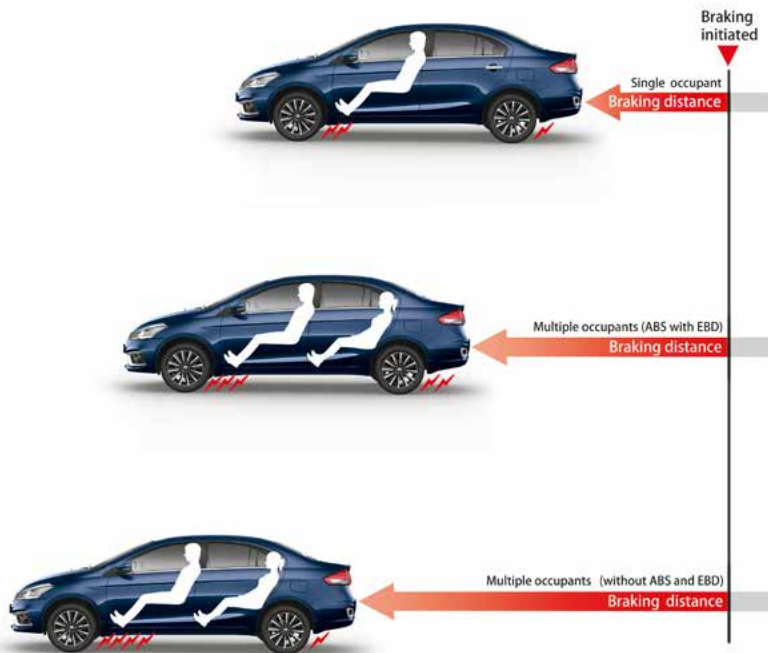 Braking
initiated
Single occupant
Braking distance
Multiple occupants (ABS with EBD)
Braking distance
Multiple occupants (without ABS and EBD)
Braking distance